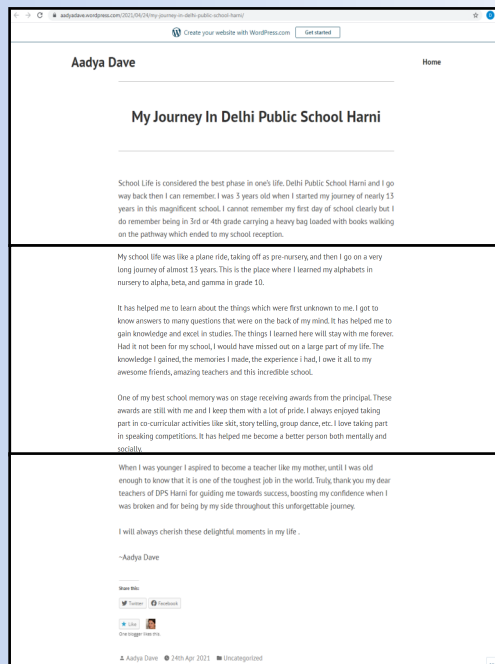 aadyadave.wordpress.com/2021/04/24/my-journey-in-delhi-public-school-harni/
Create your website with WordPress.com
Get started
Aadya Dave
Home
My Journey In Delhi Public School Harni
School Life is considered the best phase in one's life. Delhi Public School Harni and I go
way back then I can remember. I was 3 years old when I started my journey of nearly 13
years in this magnificent school. I cannot remember my first day of school clearly but I
do remember being in 3rd or 4th grade carrying a heavy bag loaded with books walking
on the pathway which ended to my school reception.
My school life was like a plane ride, taking off as pre-nursery, and then I go on a very
long journey of almost 13 years. This is the place where I learned my alphabets in
nursery to alpha, beta, and gamma in grade 10.
It has helped me to learn about the things which were first unknown to me. I got to
know answers to many questions that were on the back of my mind. It has helped me to
gain knowledge and excel in studies. The things I learned here will stay with me forever.
Had it not been for my school, I would have missed out on a large part of my life. The
knowledge I gained, the memories I made, the experience i had, I owe it all to my
awesome friends, amazing teachers and this incredible school.
One of my best school memory was on stage receiving awards from the principal. These
awards are still with me and I keep them with a lot of pride. I always enjoyed taking
part in co-curricular activities like skit, story telling, group dance, etc. I love taking part
in speaking competitions. It has helped me become a better person both mentally and
socially.
When I was younger I aspired to become a teacher like my mother, until I was old
enough to know that it is one of the toughest job in the world. Truly, thank you my dear
teachers of DPS Harni for guiding me towards success, boosting my confidence when I
was broken and for being by my side throughout this unforgettable journey.
I will always cherish these delightful moments in my life .
~Aadya Dave
Share this:
Twitter
Facebook
Like
One blogger likes this.
Aadya Dave
24th Apr 2021
Uncategorized